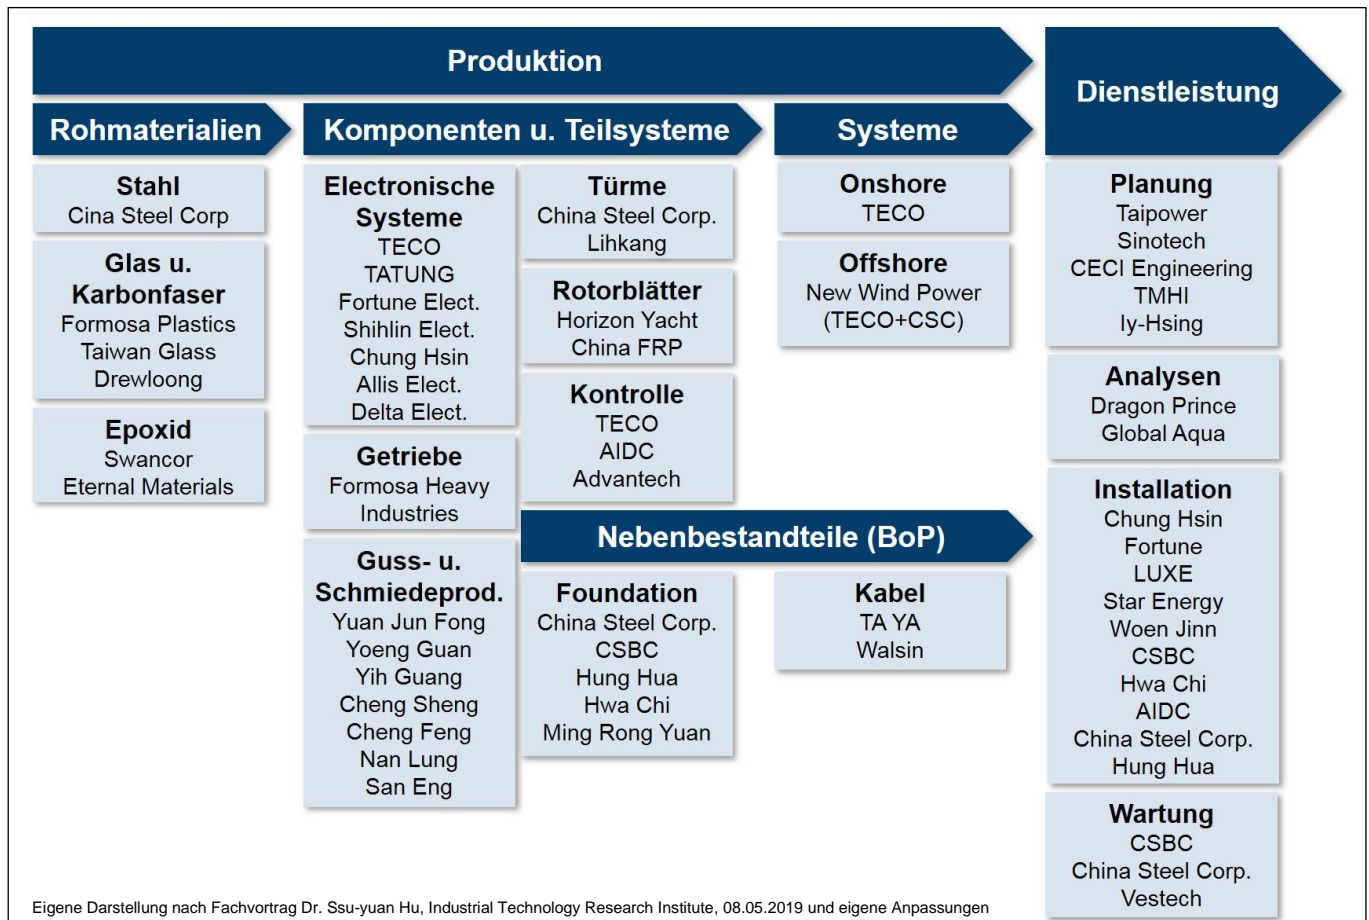 Produktion
Dienstleistung
Rohmaterialien
Komponenten u. Teilsysteme
Systeme
Stahl
Cina Steel Corp
Glas u.
Karbonfaser
Formosa Plastics
Taiwan Glass
Drewloong
Epoxid
Swancor
Eternal Materials
Electronische
Systeme
TECO
TATUNG
Fortune Elect.
Shihlin Elect.
Chung Hsin
Allis Elect.
Delta Elect.
Getriebe
Formosa Heavy
Industries
Guss- u.
Schmiedeprod.
Yuan Jun Fong
Yoeng Guan
Yih Guang
Cheng Sheng
Cheng Feng
Nan Lung
San Eng
Türme
China Steel Corp.
Lihkang
Rotorblätter
Horizon Yacht
China FRP
Kontrolle
TECO
AIDC
Advantech
Onshore
TECO
Offshore
New Wind Power
(TECO+CSC)
Nebenbestandteile (BoP)
Foundation
China Steel Corp.
CSBC
Hung Hua
Hwa Chi
Ming Rong Yuan
Kabel
TA YA
Walsin
Planung
Taipower
Sinotech
CECI Engineering
TMHI
Iy-Hsing
Analysen
Dragon Prince
Global Aqua
Installation
Chung Hsin
Fortune
LUXE
Star Energy
Woen Jinn
CSBC
Hwa Chi
AIDC
China Steel Corp.
Hung Hua
Wartung
CSBC
China Steel Corp.
Vestech
Eigene Darstellung nach Fachvortrag Dr. Ssu-yuan Hu, Industrial Technology Research Institute, 08.05.2019 und eigene Anpassungen